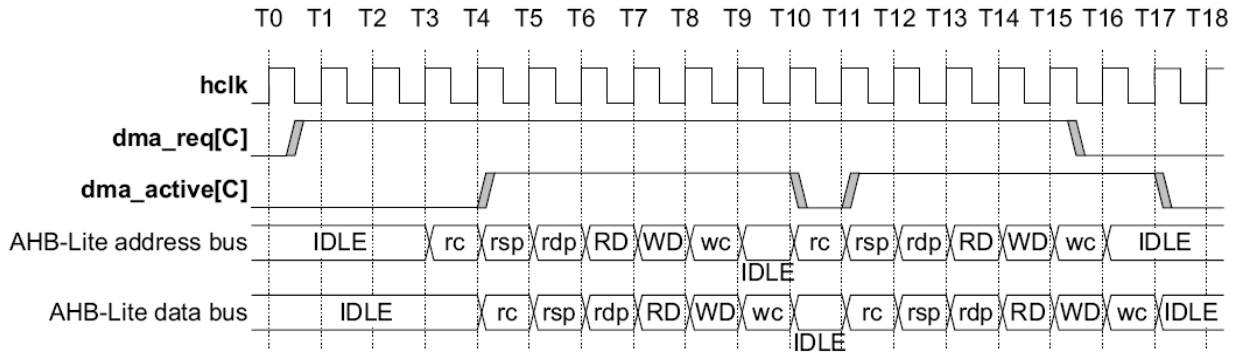 T0 T1 T2 T3 T4 T5 T6 T7 T8 T9 T10 T11 T12 T13 T14 T15 T16 T17 T18
hclk
dma_req[C]
dma_active[C]
AHB-Lite address bus IDLE rc rsp rdp RD WD wc rc rsp rdp RD WD wc IDLE
IDLE
AHB-Lite data bus IDLE rc rsp rdp RD WD wc rc rsp rdp RD WD wc IDLE
IDLE